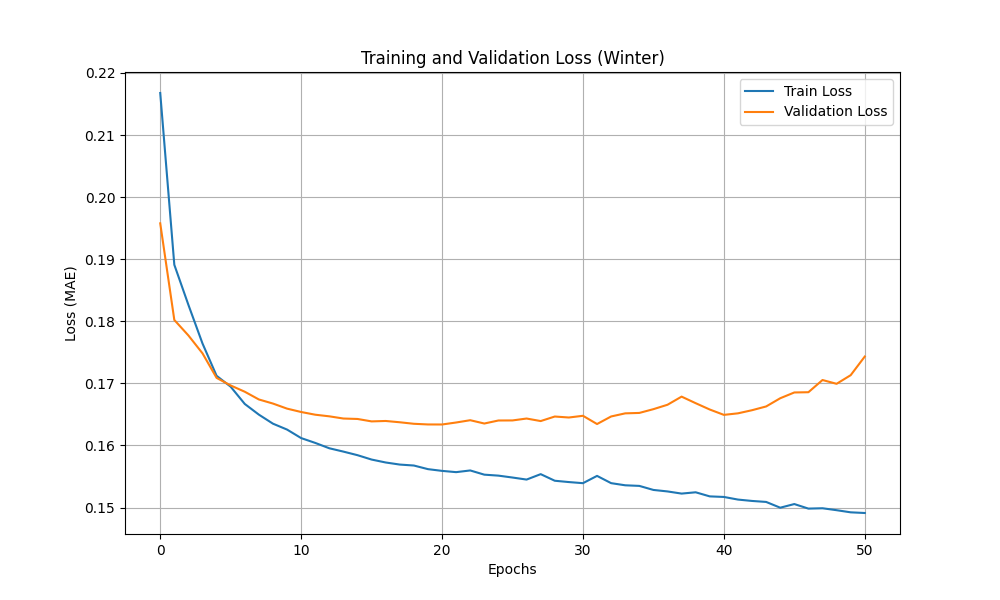 Training and Validation Loss (Winter)
Train Loss
Validation Loss
Loss (MAE)
0.22
0.21
0.20
0.19
0.18
0.17
0.16
0.15
0 10 20 30 40 50
Epochs